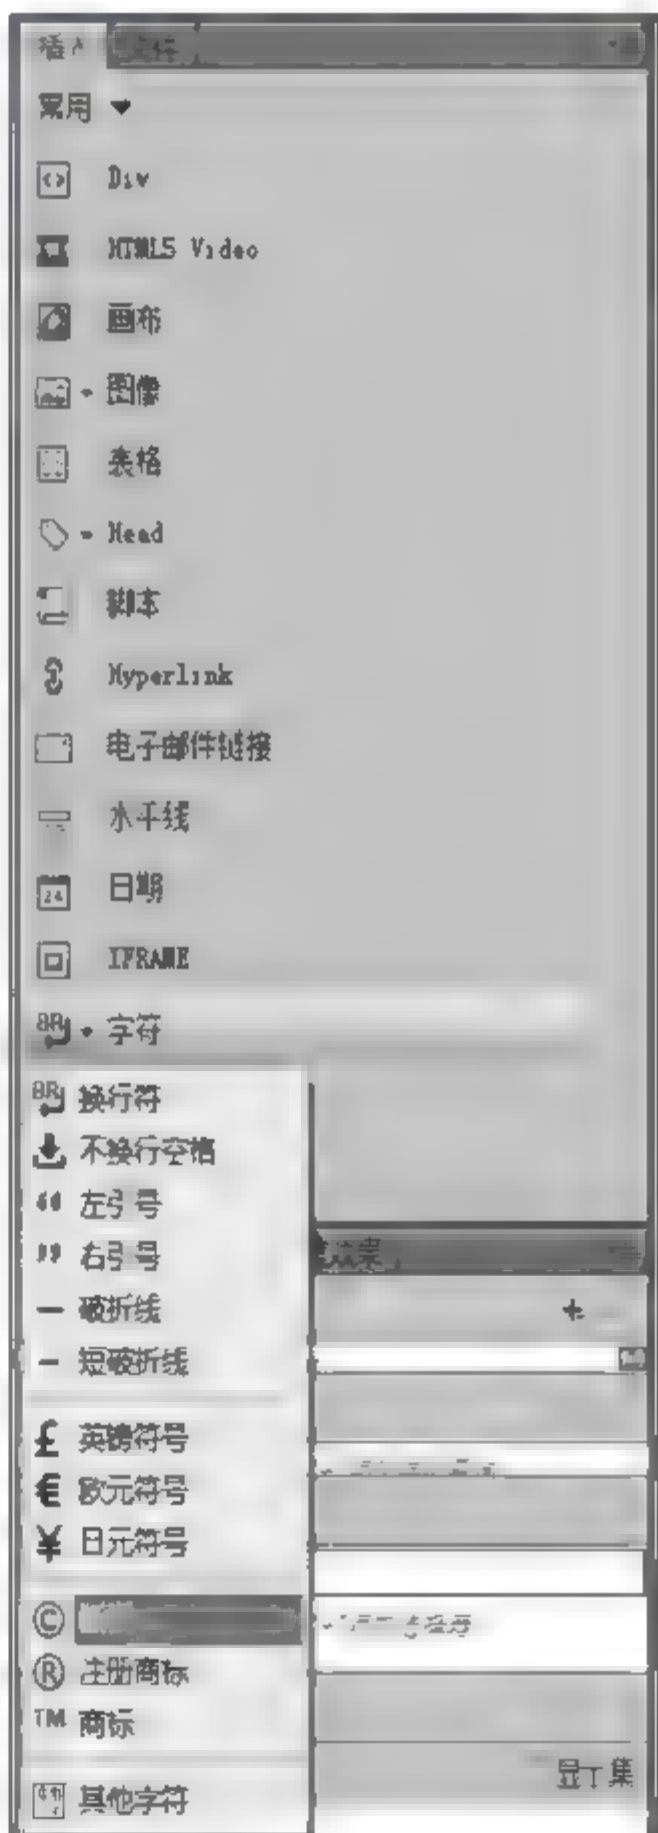 插入
常用
Div
HTML5 Video
画布
图像
表格
Head
脚本
Hyperlink
电子邮件链接
水平线
日期
IFRAME
字符
换行符
不换行空格
左引号
右引号
破折线
短破折线
£ 英镑符号
€ 欧元符号
¥ 日元符号
©
® 注册商标
TM 商标
其他字符